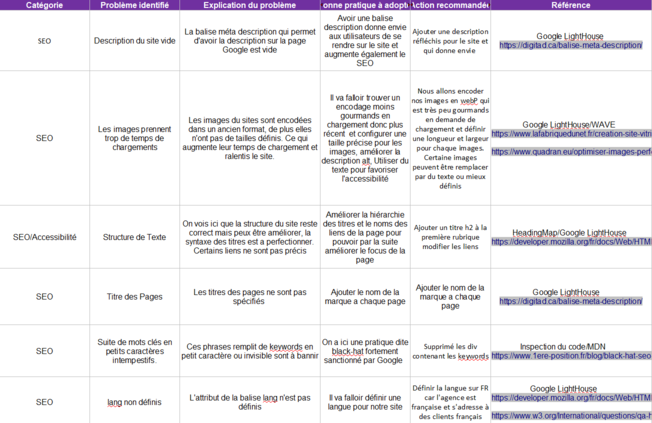 Catégorie Problème identifié Explication du problème onne pratique à adopt Action recommandée Référence
SEO
Description du site vide
La balise méta description qui permet
d'avoir la description sur la page
Google est vide
Avoir une balise
description donne envie
aux utilisateurs de se
rendre sur le site et
augmente également le
SEO
Ajouter une description
réfléchis pour le site et
qui donne envie
Google LightHouse
https://digitad.ca/balise-meta-description/
SEO
Les images prennent
trop de temps de
chargements
Les images du sites sont encodées
dans un ancien format, de plus elles
n'ont pas de tailles définis. Ce qui
augmente leur temps de chargement et
ralentis le site.
Il va falloir trouver un
encodage moins
gourmands en
chargement donc plus
récent et configurer une
taille précise pour les
images, améliorer la
description alt, Utiliser du
texte pour favoriser
l'accessibilité
Nous allons encoder
nos images en webP qui
est très peu gourmands
en demande de
chargement et définir
une longueur et largeur
pour chaque images.
Certaine images
peuvent être remplacer
par du texte ou mieux
définis
Google LightHouse/WAVE
https://www.lafabriquedunet.fr/creation-site-vitri
https://www.quadran.eu/optimiser-images-perf
SEO/Accessibilité
Structure de Texte
On vois ici que la structure du site reste
correct mais peut être améliorer, la
syntaxe des titres est a perfectionner.
Certains liens ne sont pas précis
Améliorer la hiérarchie
des titres et le noms des
liens de la page pour
pouvoir par la suite
améliorer le focus de la
page
Ajouter un titre h2 à la
première rubrique
modifier les liens
HeadingMap/Google LightHouse
https://developer.mozilla.org/fr/docs/Web/HTM
SEO
Titre des Pages
Les titres des pages ne sont pas
spécifiés
Ajouter le nom de la
marque a chaque page
Ajouter le nom de la
marque a chaque
page
Google LightHouse
https://digitad.ca/balise-meta-description/
SEO
Suite de mots clés en
petits caractères
intempestifs.
Ces phrases remplit de keywords en
petit caractère ou invisible sont à bannir
On a ici une pratique dite
black-hat fortement
sanctionné par Google
Supprimé les div
contenant les keywords
Inspection du code/MDN
https://www.1ere-position.fr/blog/black-hat-seo
SEO
lang non définis
L'attribut de la balise lang n'est pas
définis
Il va falloir définir une
langue pour notre site
Définir la langue sur FR
car l'agence est
française et s'adresse à
des clients français
Google LightHouse
https://developer.mozilla.org/fr/docs/Web/HTM
https://www.w3.org/International/questions/qa-h